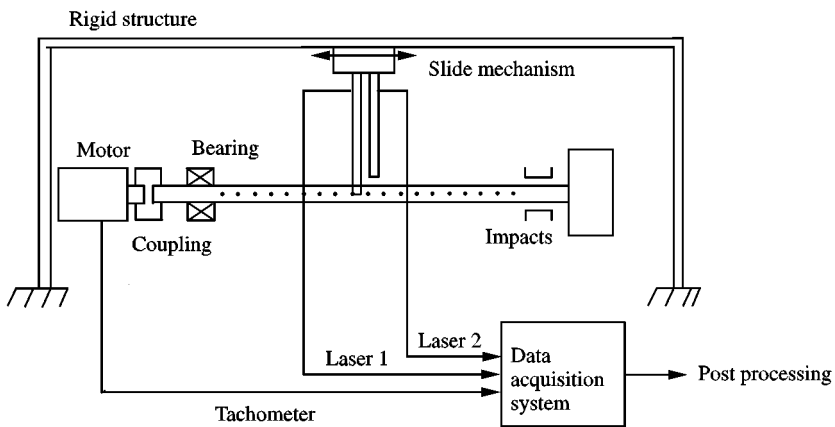 Rigid structure
Slide mechanism
Motor
Bearing
Coupling
Impacts
Laser 2
Laser 1
Data
acquisition
system
Post processing
Tachometer